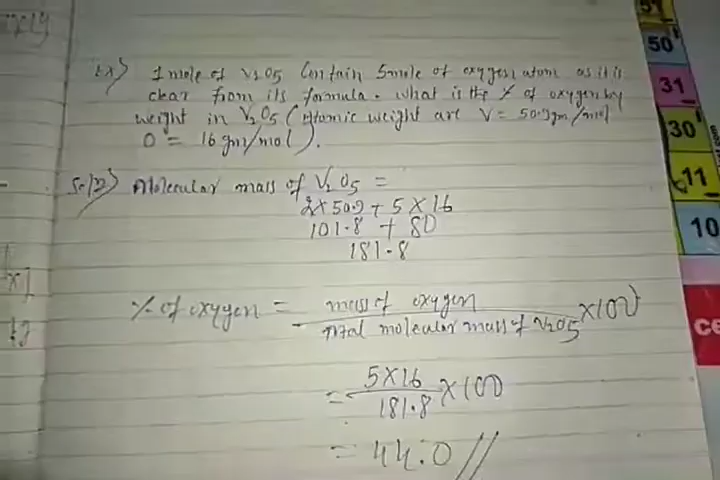 Ex) 1 mole of V2O5 Contain 5 mole of oxygen atom as it is
clear from its formula. what is the % of oxygen by
weight in V2O5 (Atomic weight are V = 50.9 gm/mol
O = 16 gm/mol).
Sol2) Molecular mass of V2O5 =
2×50.9 + 5×16
101.8 + 80
181.8
% of oxygen = mass of oxygen
Total molecular mass of V2O5 ×100
= 5×16
181.8 ×100
= 44.0 //
51
50
31
30
11
10
ce